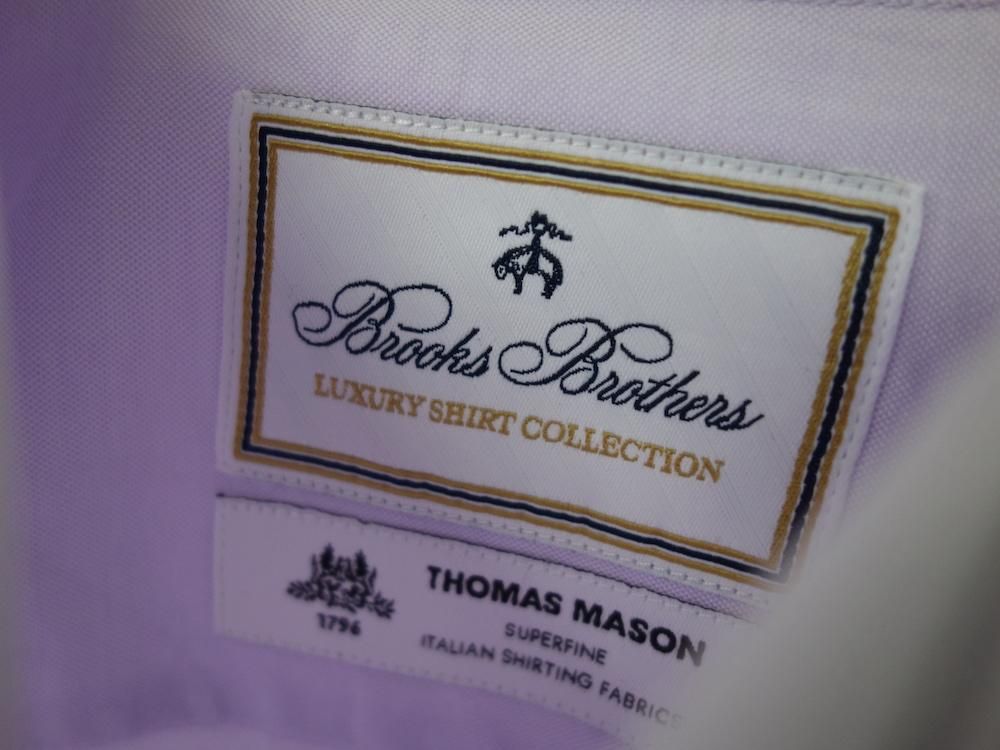 Brooks Brothers
LUXURY SHIRT COLLECTION
1796
THOMAS MASON
SUPERFINE
ITALIAN SHIRTING FABRICS